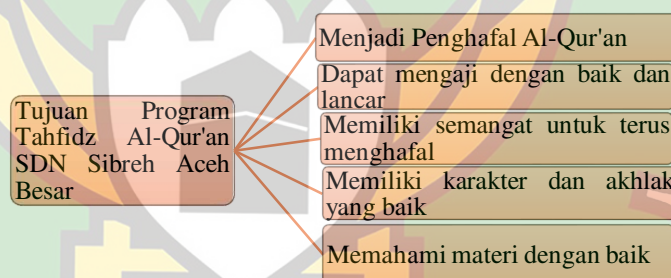 Tujuan Program
Tahfidz Al-Qur'an
SDN Sibreh Aceh
Besar
Menjadi Penghafal Al-Qur'an
Dapat mengaji dengan baik dan
lancar
Memiliki semangat untuk terus
menghafal
Memiliki karakter dan akhlak
yang baik
Memahami materi dengan baik